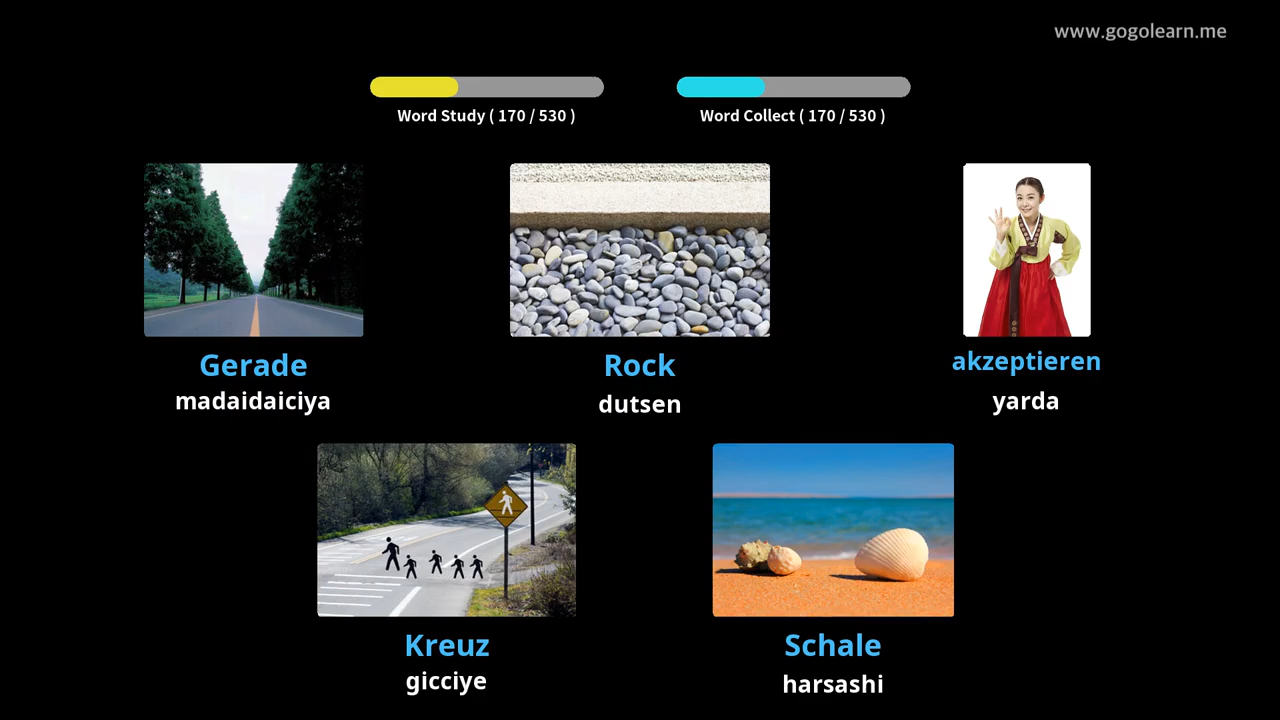 www.gogolearn.me
Word Study ( 170 / 530 )
Word Collect ( 170 / 530 )
Gerade
madaidaiciya
Rock
dutsen
akzeptieren
yarda
Kreuz
gicciye
Schale
harsashi